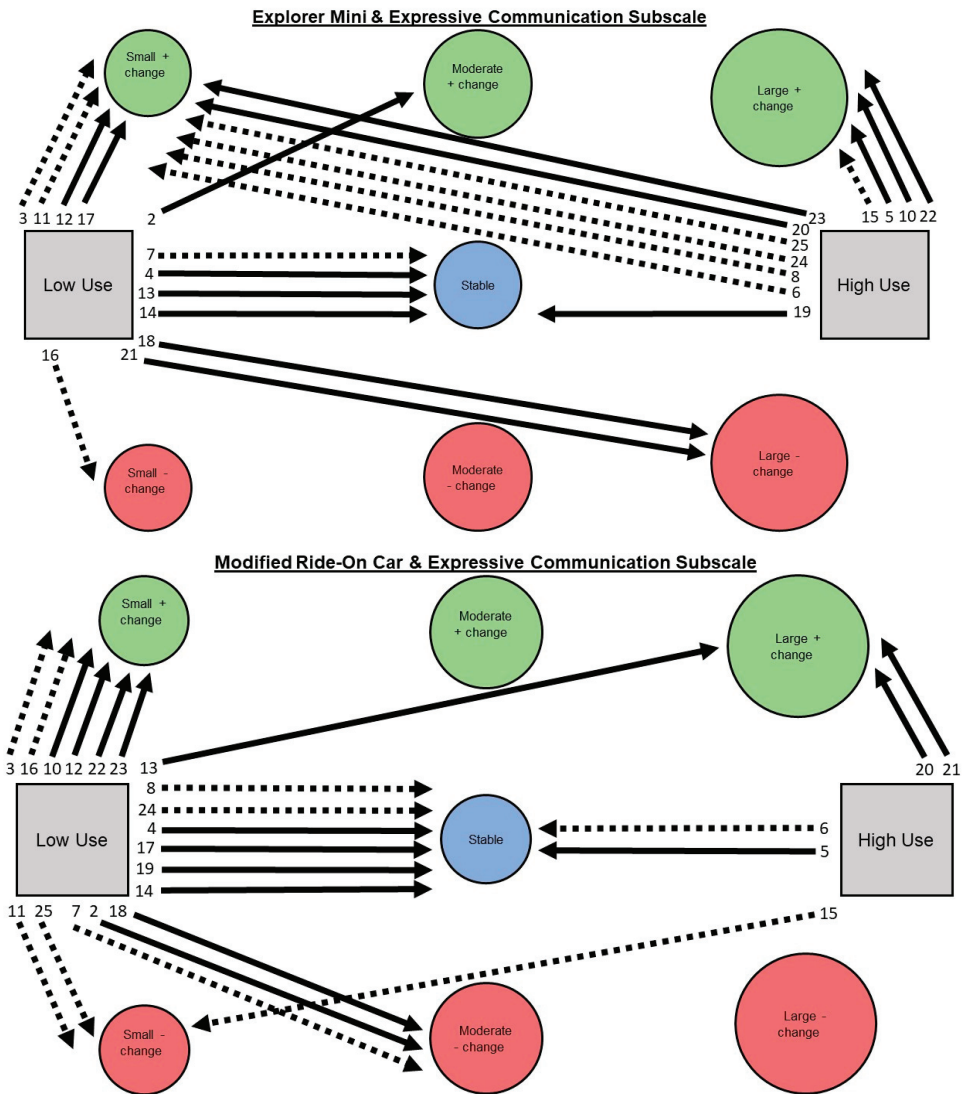 Explorer Mini & Expressive Communication Subscale
Small +
change
Moderate
+ change
Large +
change
3 11 12 17
2
23
15 5 10 22
20
25
24
8
6
19
7
4
13
14
Low Use
Stable
High Use
18
21
16
Small -
change
Moderate
- change
Large -
change
Modified Ride-On Car & Expressive Communication Subscale
Small +
change
Moderate
+ change
Large +
change
3 16 10 12 22 23
13
20 21
8
24
4
17
19
14
Low Use
Stable
6
5
High Use
11 25 7 2 18
15
Small -
change
Moderate
- change
Large -
change